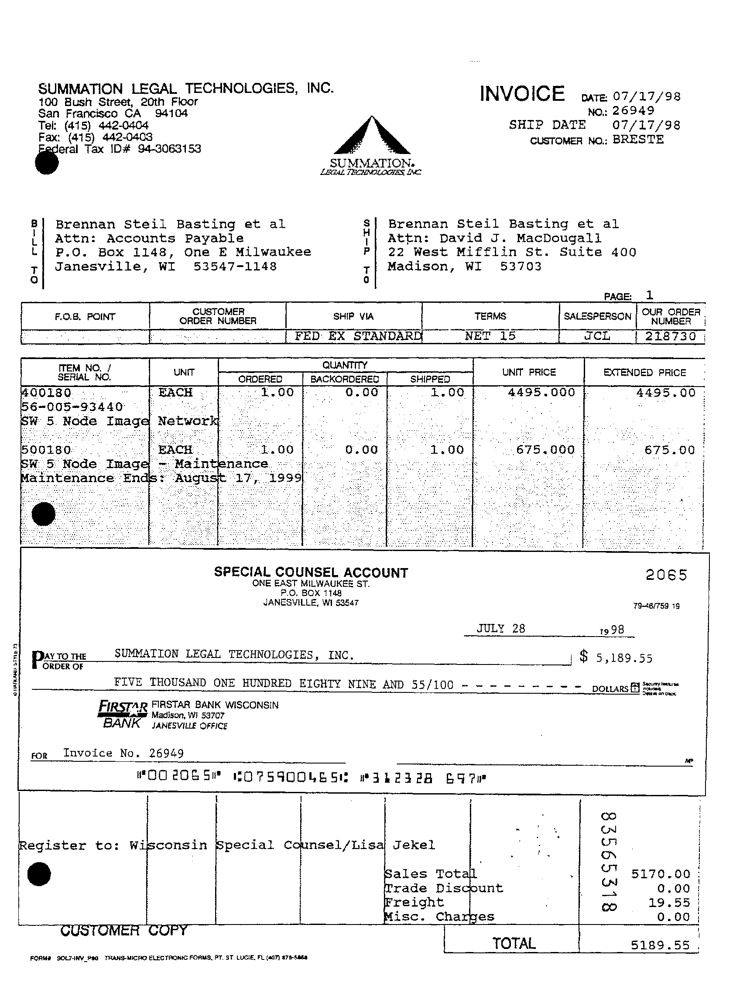 SUMMATION LEGAL TECHNOLOGIES, INC.
100 Bush Street, 20th Floor
San Francisco CA 94104
Tel: (415) 442-0404
Fax: (415) 442-0403
Federal Tax ID# 94-3063153
SUMMATION.
LEGAL TECHNOLOGIES, INC
INVOICE DATE: 07/17/98
NO.: 26949
SHIP DATE 07/17/98
CUSTOMER NO.: BRESTE
BILL TO
Brennan Steil Basting et al
Attn: Accounts Payable
P.O. Box 1148, One E Milwaukee
Janesville, WI 53547-1148
SHIP TO
Brennan Steil Basting et al
Attn: David J. MacDougall
22 West Mifflin St. Suite 400
Madison, WI 53703
PAGE: 1
F.O.B. POINT CUSTOMER ORDER NUMBER SHIP VIA TERMS SALESPERSON OUR ORDER NUMBER
FED EX STANDARD NET 15 JCL 218730
ITEM NO. / SERIAL NO. UNIT QUANTITY UNIT PRICE EXTENDED PRICE
ORDERED BACKORDERED SHIPPED
400180 EACH 1.00 0.00 1.00 4495.000 4495.00
56-005-93440
SW 5 Node Image Network
500180 EACH 1.00 0.00 1.00 675.000 675.00
SW 5 Node Image - Maintenance
Maintenance Ends: August 17, 1999
SPECIAL COUNSEL ACCOUNT 2065
ONE EAST MILWAUKEE ST.
P.O. BOX 1148
JANESVILLE, WI 53547
79-46/759 19
JULY 28 1998
PAY TO THE ORDER OF SUMMATION LEGAL TECHNOLOGIES, INC. $ 5,189.55
FIVE THOUSAND ONE HUNDRED EIGHTY NINE AND 55/100 - - - - - - - - - - DOLLARS
FIRSTAR BANK FIRSTAR BANK WISCONSIN
Madison, WI 53707
JANESVILLE OFFICE
FOR Invoice No. 26949
MP
⑈002065⑈ ⑆075900465⑆ ⑈312328 697⑈
Register to: Wisconsin Special Counsel/Lisa Jekel
83565318
Sales Total 5170.00
Trade Discount 0.00
Freight 19.55
Misc. Charges 0.00
CUSTOMER COPY
TOTAL 5189.55
FORM# SOL7-INV_P80 TRANS-MICRO ELECTRONIC FORMS, PT. ST. LUCIE, FL (407) 878-5868